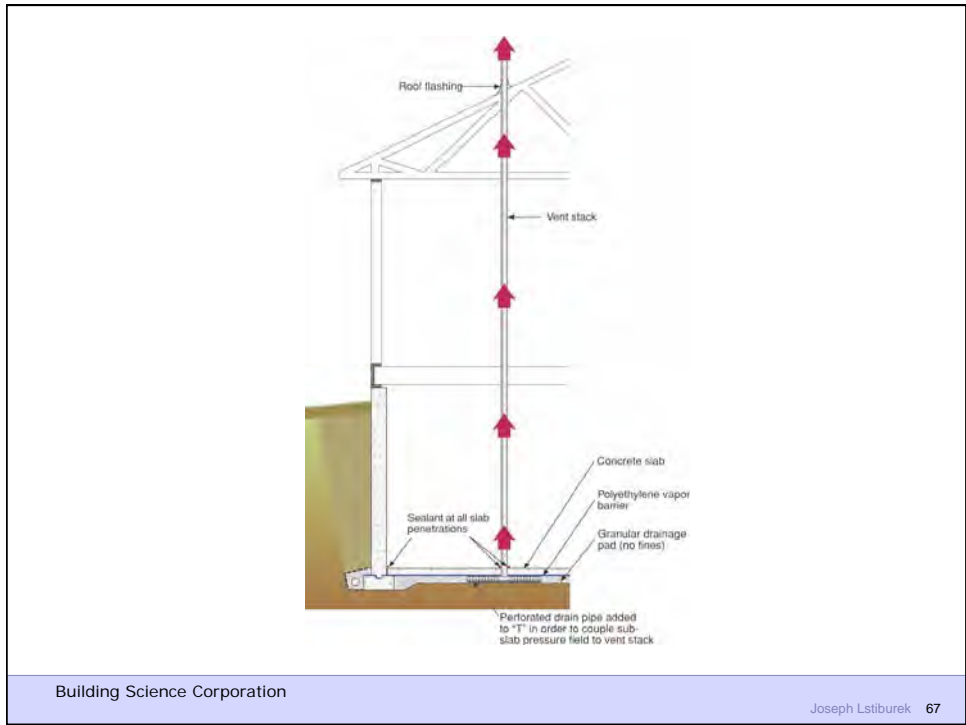 Roof flashing
Vent stack
Concrete slab
Polyethylene vapor
barrier
Sealant at all slab
penetrations
Granular drainage
pad (no fines)
Perforated drain pipe added
to “T” in order to couple sub-
slab pressure field to vent stack
Building Science Corporation
Joseph Lstiburek 67